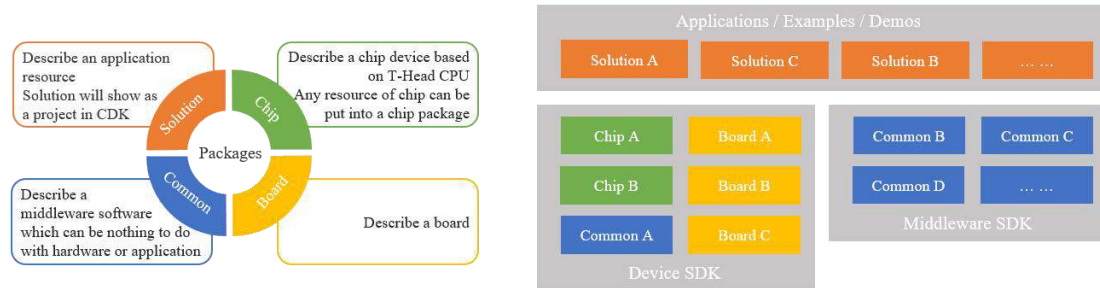 Describe an application
resource
Solution will show as
a project in CDK
Describe a chip device based
on T-Head CPU
Any resource of chip can be
put into a chip package
Solution
Chip
Packages
Common
Board
Describe a
middleware software
which can be nothing to do
with hardware or application
Describe a board
Applications / Examples / Demos
Solution A
Solution C
Solution B
... ...
Chip A
Board A
Chip B
Board B
Common A
Board C
Device SDK
Common B
Common C
Common D
... ...
Middleware SDK